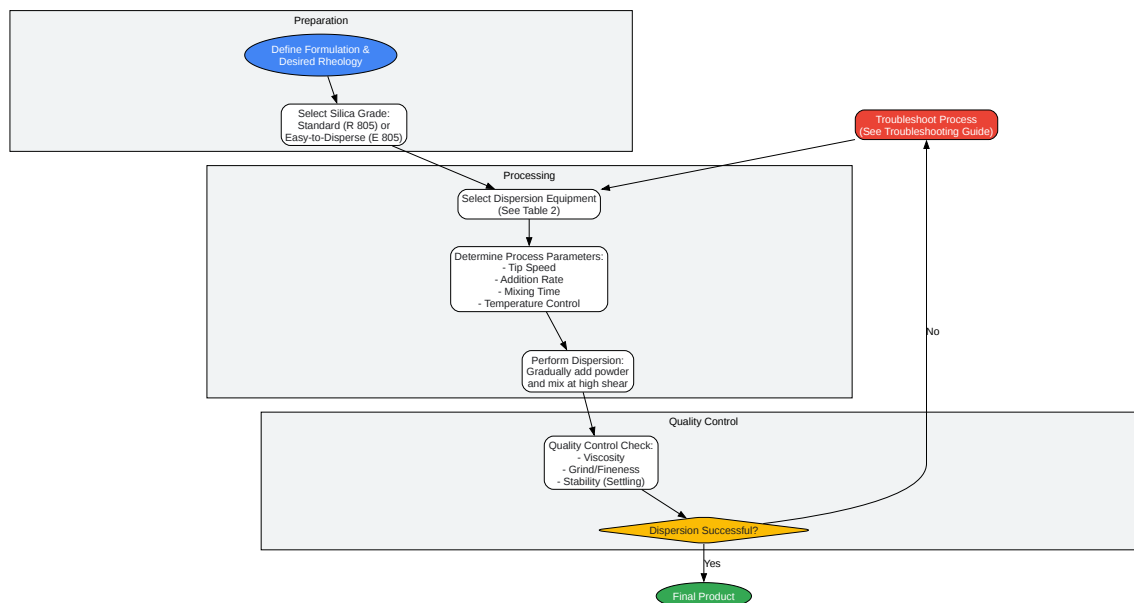 Preparation
Define Formulation &
Desired Rheology
Select Silica Grade:
Standard (R 805) or
Easy-to-Disperse (E 805)
Troubleshoot Process
(See Troubleshooting Guide)
Processing
Select Dispersion Equipment
(See Table 2)
Determine Process Parameters:
- Tip Speed
- Addition Rate
- Mixing Time
- Temperature Control
No
Perform Dispersion:
Gradually add powder
and mix at high shear
Quality Control
Quality Control Check:
- Viscosity
- Grind/Fineness
- Stability (Settling)
Dispersion Successful?
Yes
Final Product